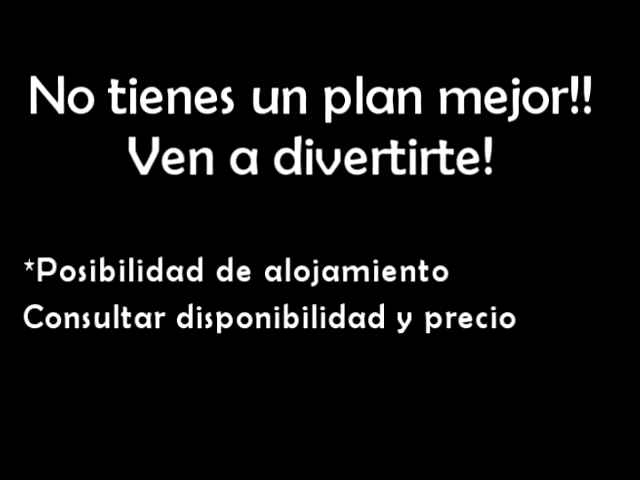 No tienes un plan mejor!!
Ven a divertirte!
*Posibilidad de alojamiento
Consultar disponibilidad y precio